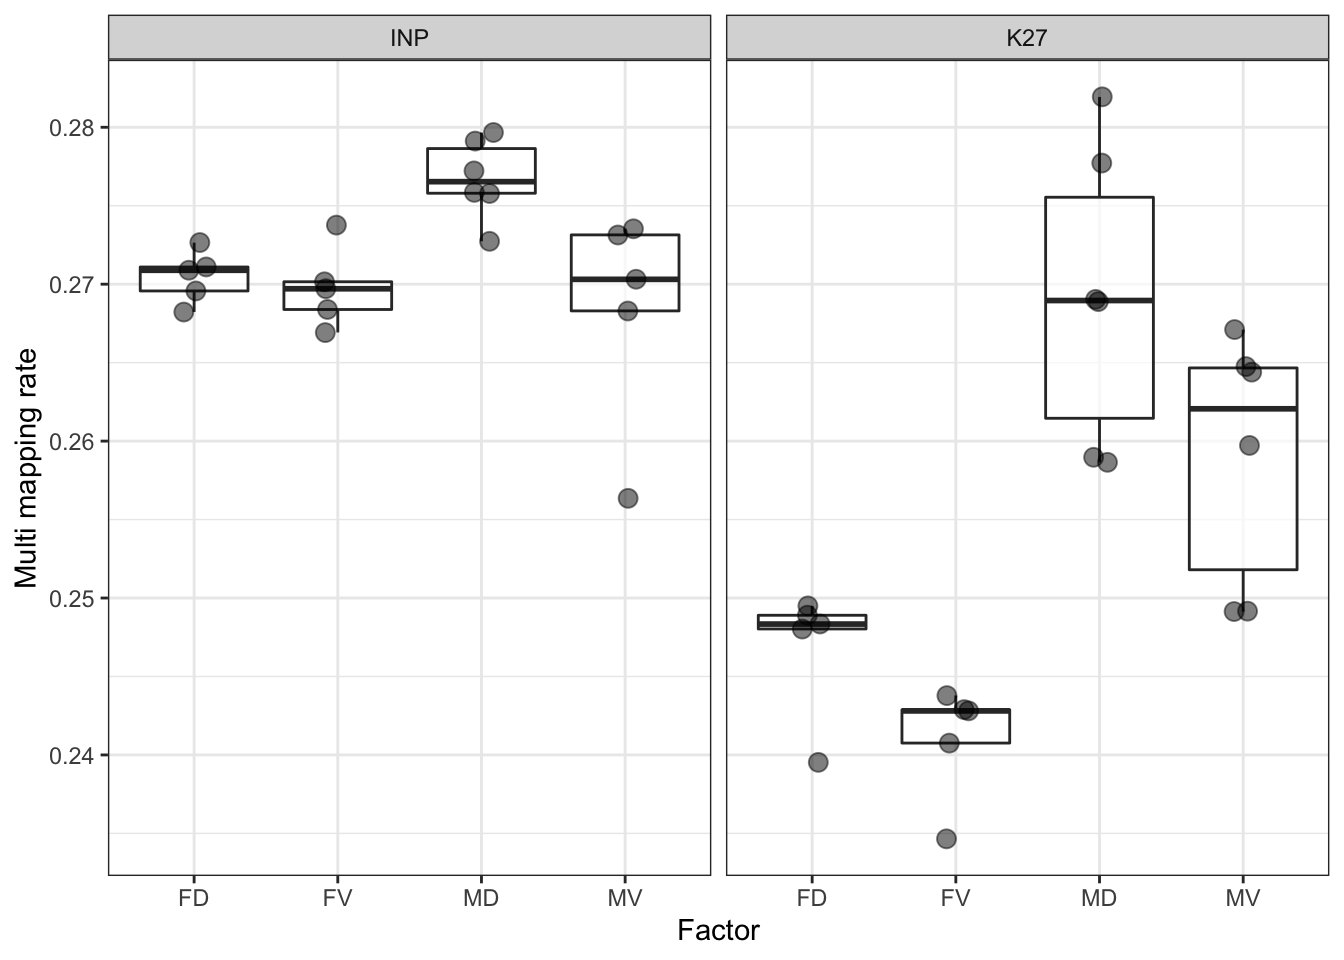 INP K27
Multi mapping rate
0.28
0.27
0.26
0.25
0.24
FD FV MD MV FD FV MD MV
Factor